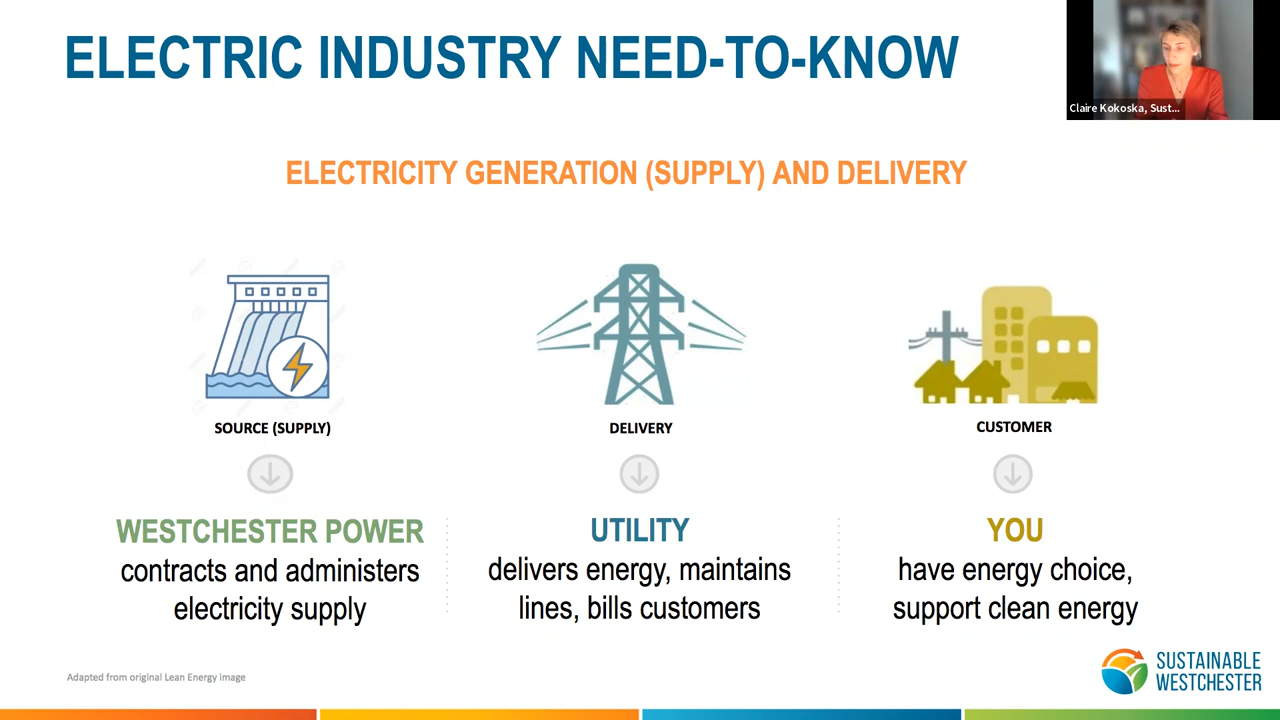 ELECTRIC INDUSTRY NEED-TO-KNOW
Claire Kokoska, Sust...
ELECTRICITY GENERATION (SUPPLY) AND DELIVERY
SOURCE (SUPPLY)
DELIVERY
CUSTOMER
WESTCHESTER POWER
contracts and administers
electricity supply
UTILITY
delivers energy, maintains
lines, bills customers
YOU
have energy choice,
support clean energy
Adapted from original Lean Energy image
SUSTAINABLE
WESTCHESTER